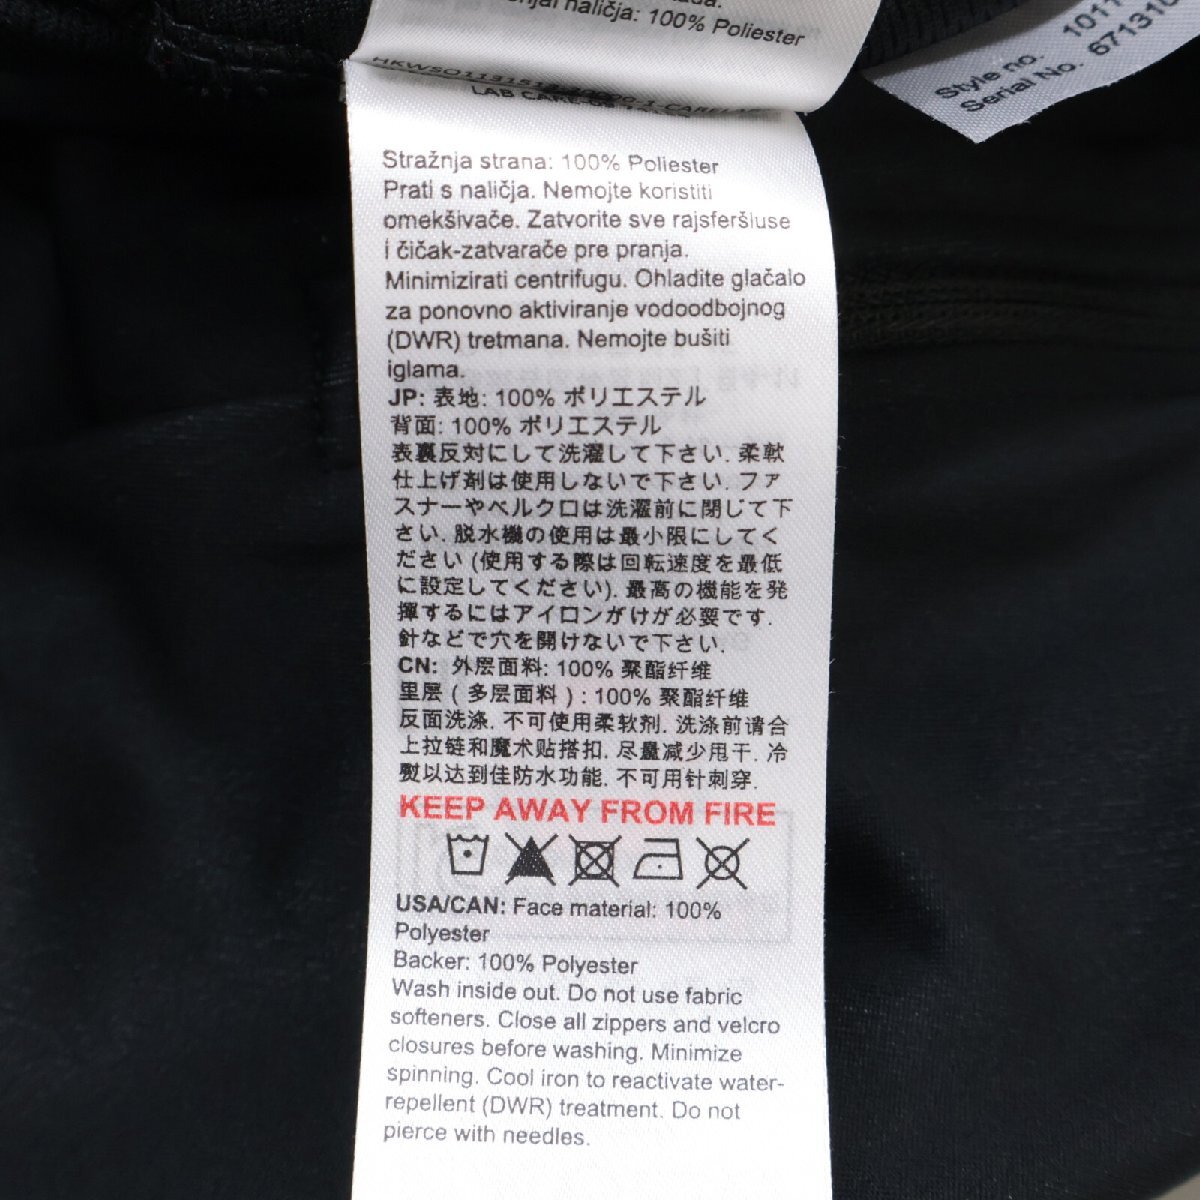 naličja: 100% Poliester
Style no. 1011
Serial No. 671310
Stražnja strana: 100% Poliester
Prati s naličja. Nemojte koristiti
omekšivače. Zatvorite sve rajsferšluse
i čičak-zatvarače pre pranja.
Minimizirati centrifugu. Ohladite glačalo
za ponovno aktiviranje vodoodbojnog
(DWR) tretmana. Nemojte bušiti
iglama.
JP: 表地: 100% ポリエステル
背面: 100% ポリエステル
表裏反対にして洗濯して下さい. 柔軟
仕上げ剤は使用しないで下さい. ファ
スナーやベルクロは洗濯前に閉じて下
さい. 脱水機の使用は最小限にしてく
ださい (使用する際は回転速度を最低
に設定してください). 最高の機能を発
揮するにはアイロンがけが必要です.
針などで穴を開けないで下さい.
CN: 外层面料: 100% 聚酯纤维
里层 ( 多层面料 ) : 100% 聚酯纤维
反面洗涤. 不可使用柔软剂. 洗涤前请合
上拉链和魔术贴搭扣. 尽量减少甩干. 冷
熨以达到佳防水功能. 不可用针刺穿.
KEEP AWAY FROM FIRE
USA/CAN: Face material: 100%
Polyester
Backer: 100% Polyester
Wash inside out. Do not use fabric
softeners. Close all zippers and velcro
closures before washing. Minimize
spinning. Cool iron to reactivate water-
repellent (DWR) treatment. Do not
pierce with needles.